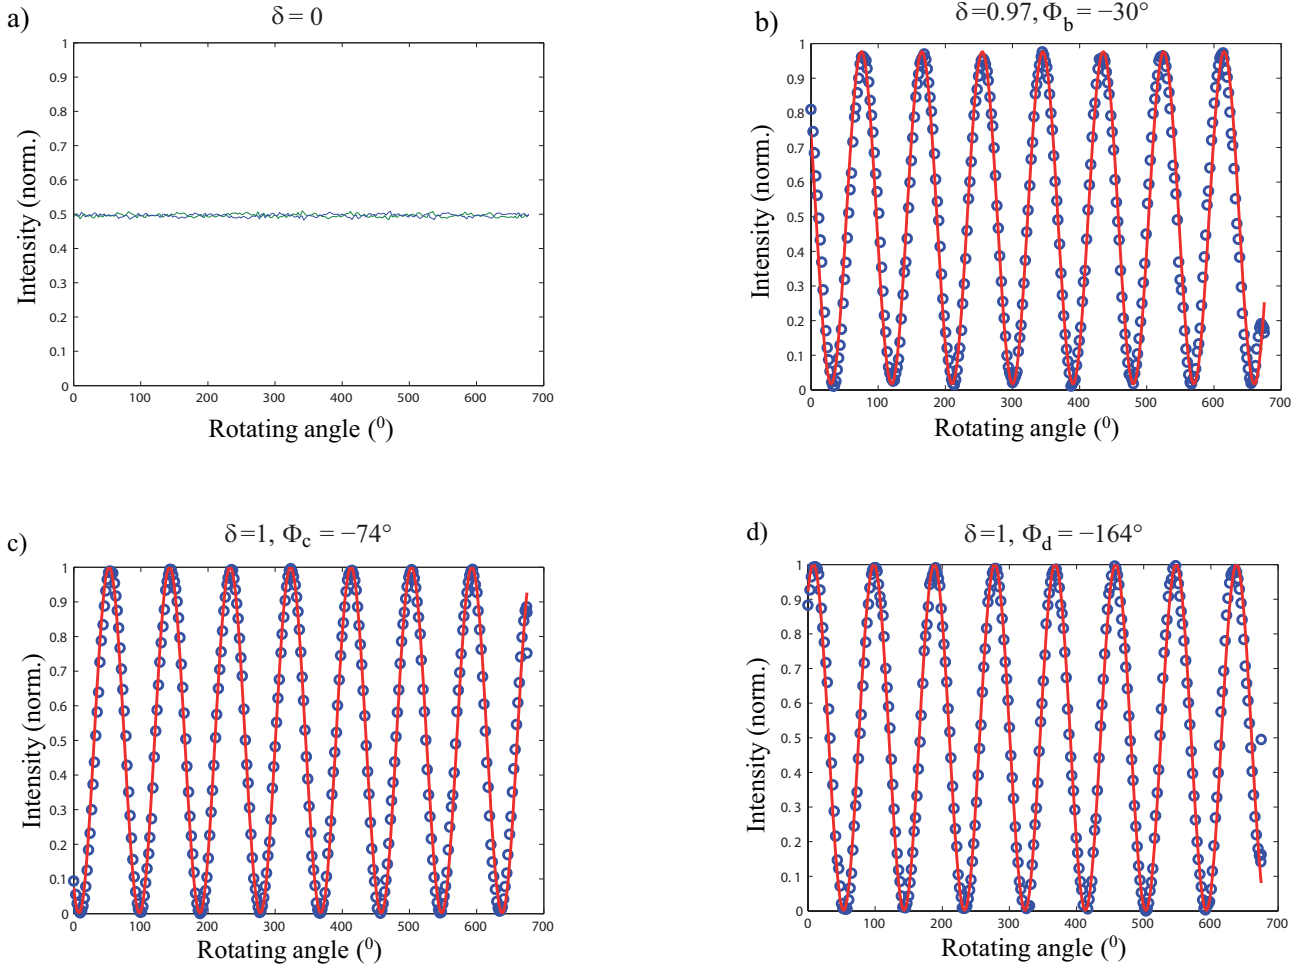 a)
δ = 0
1
0.9
0.8
0.7
0.6
0.5
0.4
0.3
0.2
0.1
0
0 100 200 300 400 500 600 700
Intensity (norm.)
Rotating angle (⁰)
b)
δ=0.97, Φb = −30°
1
0.9
0.8
0.7
0.6
0.5
0.4
0.3
0.2
0.1
0
0 100 200 300 400 500 600 700
Intensity (norm.)
Rotating angle (⁰)
c)
δ=1, Φc = −74°
1
0.9
0.8
0.7
0.6
0.5
0.4
0.3
0.2
0.1
0
0 100 200 300 400 500 600 700
Intensity (norm.)
Rotating angle (⁰)
d)
δ=1, Φd = −164°
1
0.9
0.8
0.7
0.6
0.5
0.4
0.3
0.2
0.1
0
0 100 200 300 400 500 600 700
Intensity (norm.)
Rotating angle (⁰)